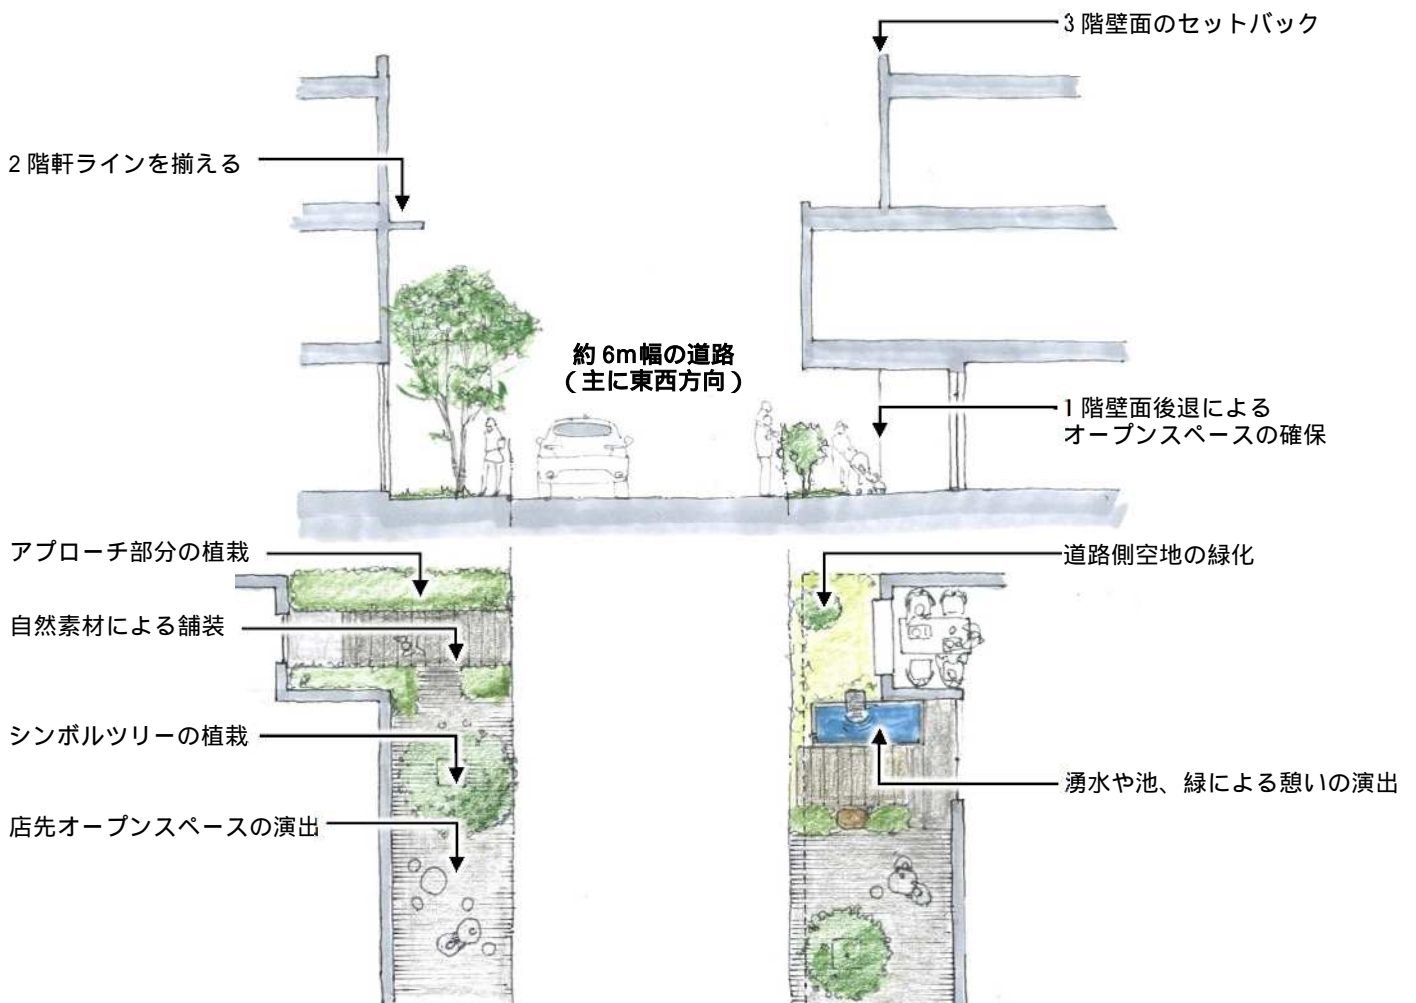 3階壁面のセットバック
2階軒ラインを揃える
約6m幅の道路
(主に東西方向)
1階壁面後退による
オープンスペースの確保
アプローチ部分の植栽
道路側空地の緑化
自然素材による舗装
シンボルツリーの植栽
湧水や池、緑による憩いの演出
店先オープンスペースの演出